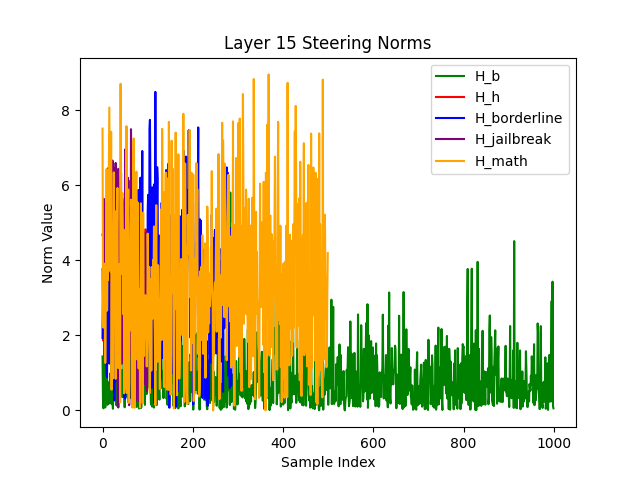 Layer 15 Steering Norms
H_b
H_h
H_borderline
H_jailbreak
H_math
Norm Value
8
6
4
2
0
0 200 400 600 800 1000
Sample Index